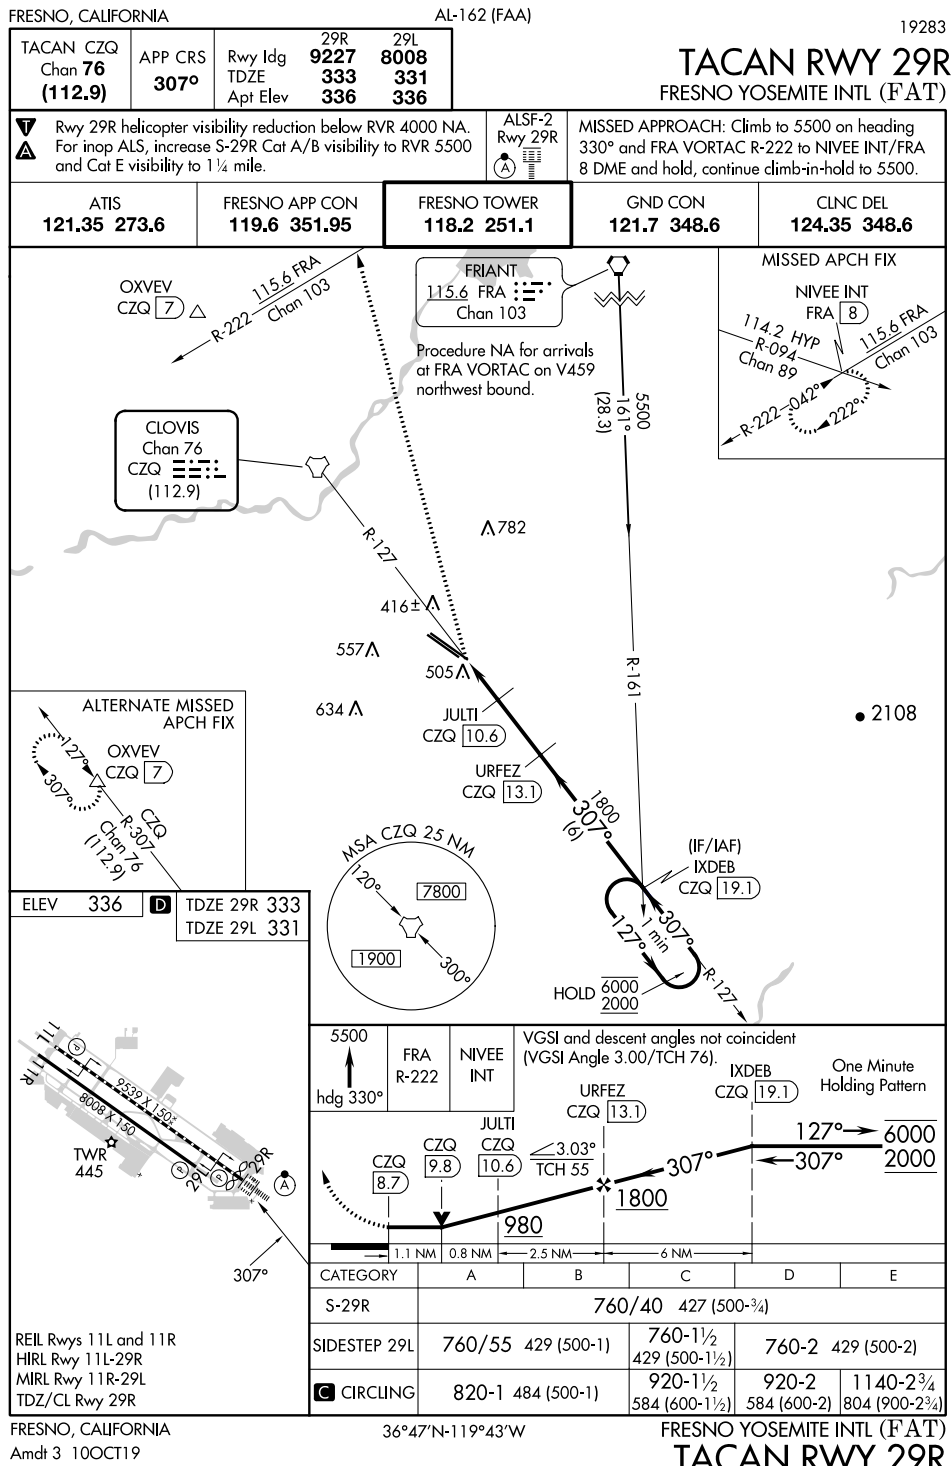 FRESNO, CALIFORNIA
AL-162 (FAA)
19283
TACAN CZQ
Chan 76
(112.9)
APP CRS
307°
29R 29L
Rwy ldg 9227 8008
TDZE 333 331
Apt Elev 336 336
TACAN RWY 29R
FRESNO YOSEMITE INTL (FAT)
T
A
Rwy 29R helicopter visibility reduction below RVR 4000 NA.
For inop ALS, increase S-29R Cat A/B visibility to RVR 5500
and Cat E visibility to 1¼ mile.
ALSF-2
Rwy 29R
A
MISSED APPROACH: Climb to 5500 on heading
330° and FRA VORTAC R-222 to NIVEE INT/FRA
8 DME and hold, continue climb-in-hold to 5500.
ATIS
121.35 273.6
FRESNO APP CON
119.6 351.95
FRESNO TOWER
118.2 251.1
GND CON
121.7 348.6
CLNC DEL
124.35 348.6
OXVEV
CZQ 7
115.6 FRA
R-222
Chan 103
FRIANT
115.6 FRA
Chan 103
Procedure NA for arrivals
at FRA VORTAC on V459
northwest bound.
5500
161°
(28.3)
MISSED APCH FIX
NIVEE INT
FRA 8
114.2 HYP
R-094
Chan 89
115.6 FRA
Chan 103
R-222
042°
222°
CLOVIS
Chan 76
CZQ
(112.9)
R-127
782
416±
557
505
634
R-161
2108
JULTI
CZQ 10.6
URFEZ
CZQ 13.1
1800
307°
(6)
(IF/IAF)
IXDEB
CZQ 19.1
307°
127°
1 min
R-127
HOLD 6000
2000
ALTERNATE MISSED
APCH FIX
OXVEV
CZQ 7
127°
307°
CZQ
R-307
Chan 76
(112.9)
MSA CZQ 25 NM
120°
7800
1900
300°
ELEV 336
D
TDZE 29R 333
TDZE 29L 331
11L
11R
P
9539 X 150
8008 X 150
TWR
445
P
29L
P
29R
A
307°
REIL Rwys 11L and 11R
HIRL Rwy 11L-29R
MIRL Rwy 11R-29L
TDZ/CL Rwy 29R
5500
hdg 330°
FRA
R-222
NIVEE
INT
VGSI and descent angles not coincident
(VGSI Angle 3.00/TCH 76).
One Minute
Holding Pattern
IXDEB
CZQ 19.1
URFEZ
CZQ 13.1
JULTI
CZQ
10.6
CZQ
9.8
CZQ
8.7
3.03°
TCH 55
307°
127°
307°
6000
2000
1800
980
1.1 NM
0.8 NM
2.5 NM
6 NM
CATEGORY A B C D E
S-29R 760/40 427 (500-¾)
SIDESTEP 29L 760/55 429 (500-1) 760-1½ 429 (500-1½) 760-2 429 (500-2)
C CIRCLING 820-1 484 (500-1) 920-1½ 584 (600-1½) 920-2 584 (600-2) 1140-2¾ 804 (900-2¾)
FRESNO, CALIFORNIA
Amdt 3 10OCT19
36°47'N-119°43'W
FRESNO YOSEMITE INTL (FAT)
TACAN RWY 29R